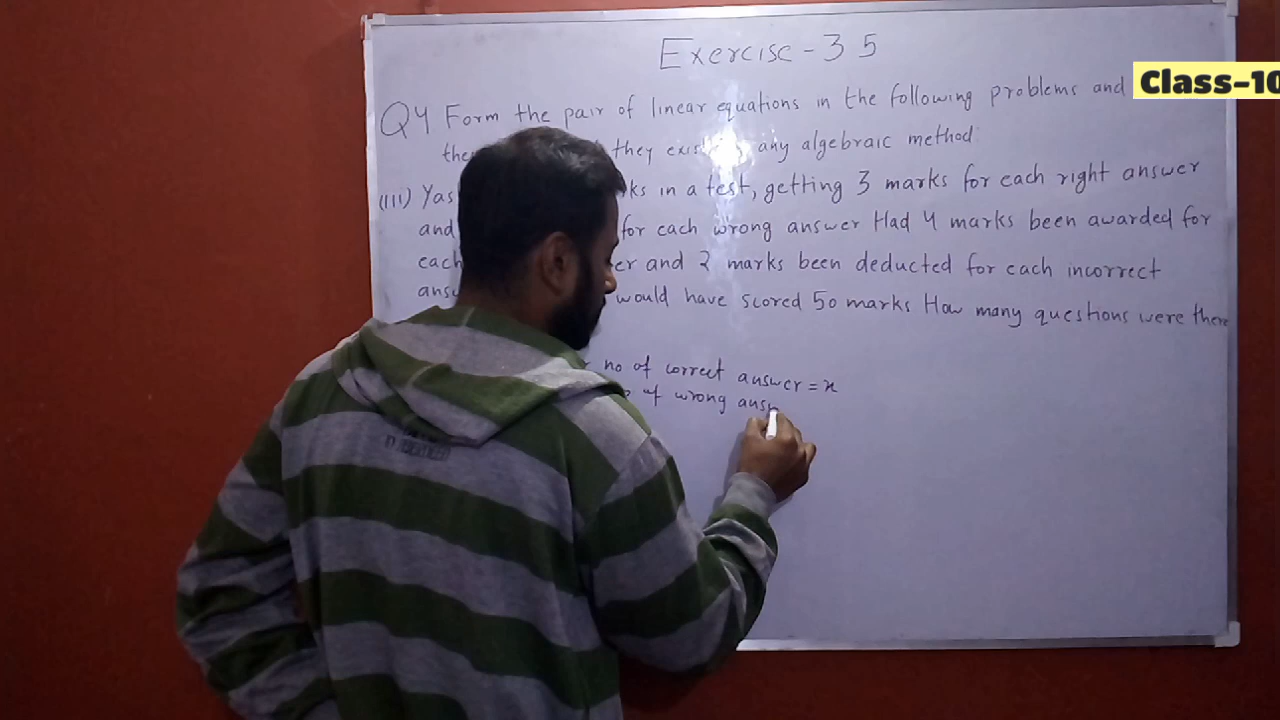 Exercise-3 5
Class-10
Q4 Form the pair of linear equations in the following problems and
they exist any algebraic method
(III) Yas ks in a test, getting 3 marks for each right answer
and for each wrong answer Had 4 marks been awarded for
each er and 2 marks been deducted for each incorrect
would have scored 50 marks How many questions were there
no of correct answer = x
of wrong ans